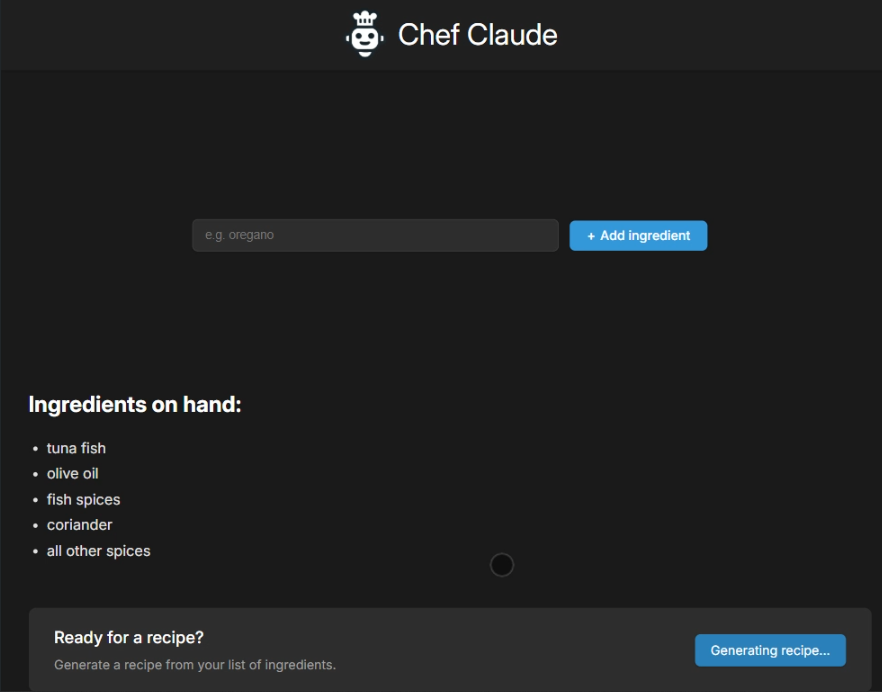 Chef Claude
e.g. oregano
+ Add ingredient
Ingredients on hand:
• tuna fish
• olive oil
• fish spices
• coriander
• all other spices
Ready for a recipe?
Generate a recipe from your list of ingredients.
Generating recipe...